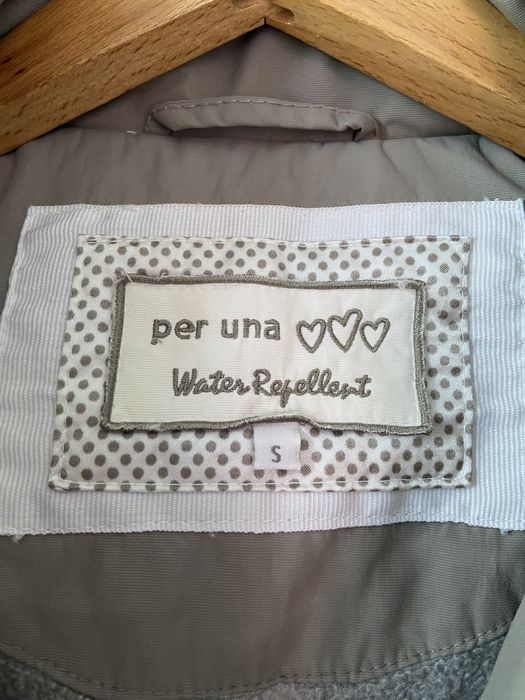 per una
Water Repellent
S